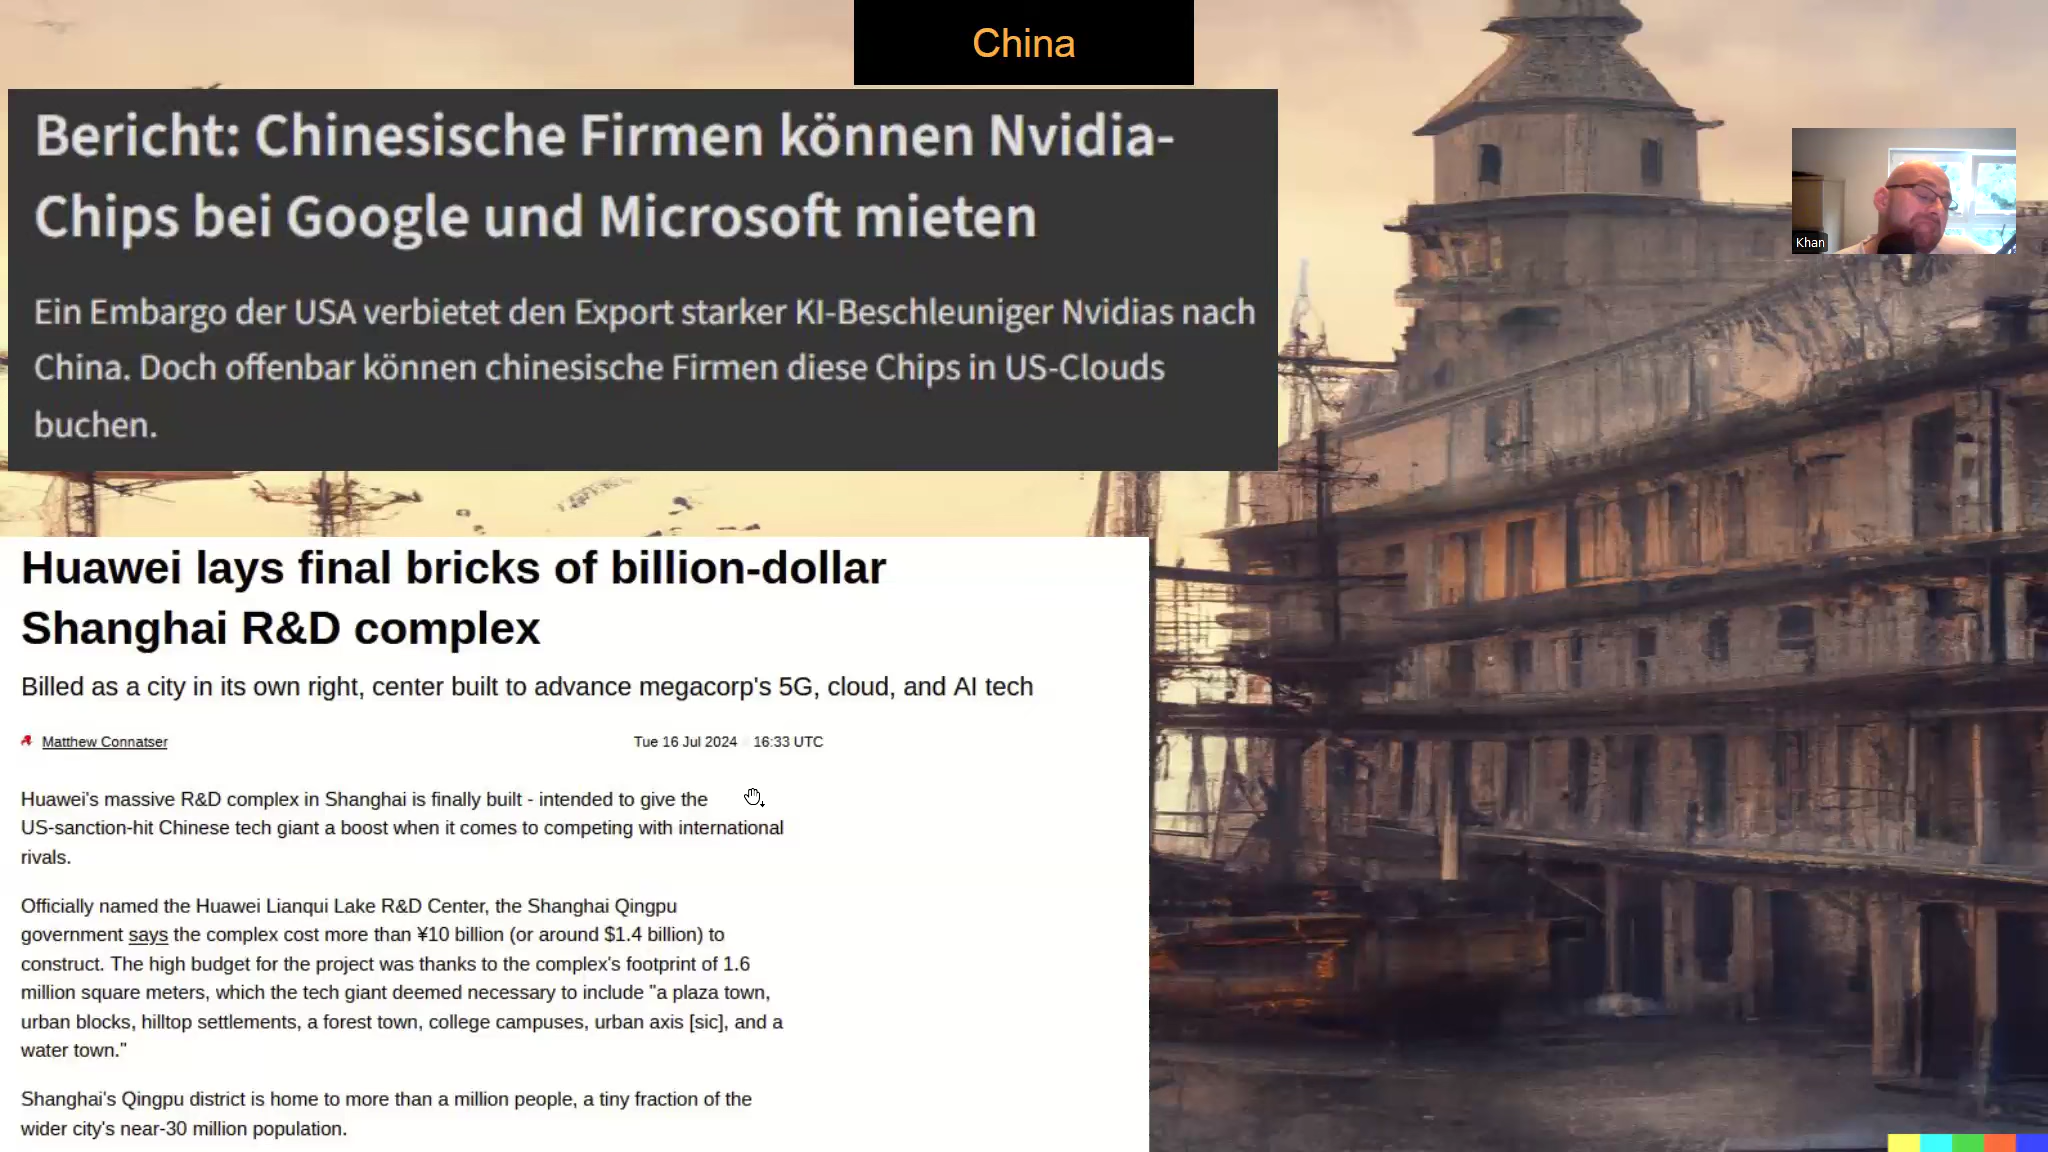 China
Bericht: Chinesische Firmen können Nvidia-
Chips bei Google und Microsoft mieten
Ein Embargo der USA verbietet den Export starker KI-Beschleuniger Nvidias nach
China. Doch offenbar können chinesische Firmen diese Chips in US-Clouds
buchen.
Khan
Huawei lays final bricks of billion-dollar
Shanghai R&D complex
Billed as a city in its own right, center built to advance megacorp's 5G, cloud, and AI tech
Matthew Connatser
Tue 16 Jul 2024 16:33 UTC
Huawei's massive R&D complex in Shanghai is finally built - intended to give the
US-sanction-hit Chinese tech giant a boost when it comes to competing with international
rivals.
Officially named the Huawei Lianqui Lake R&D Center, the Shanghai Qingpu
government says the complex cost more than ¥10 billion (or around $1.4 billion) to
construct. The high budget for the project was thanks to the complex's footprint of 1.6
million square meters, which the tech giant deemed necessary to include "a plaza town,
urban blocks, hilltop settlements, a forest town, college campuses, urban axis [sic], and a
water town."
Shanghai's Qingpu district is home to more than a million people, a tiny fraction of the
wider city's near-30 million population.